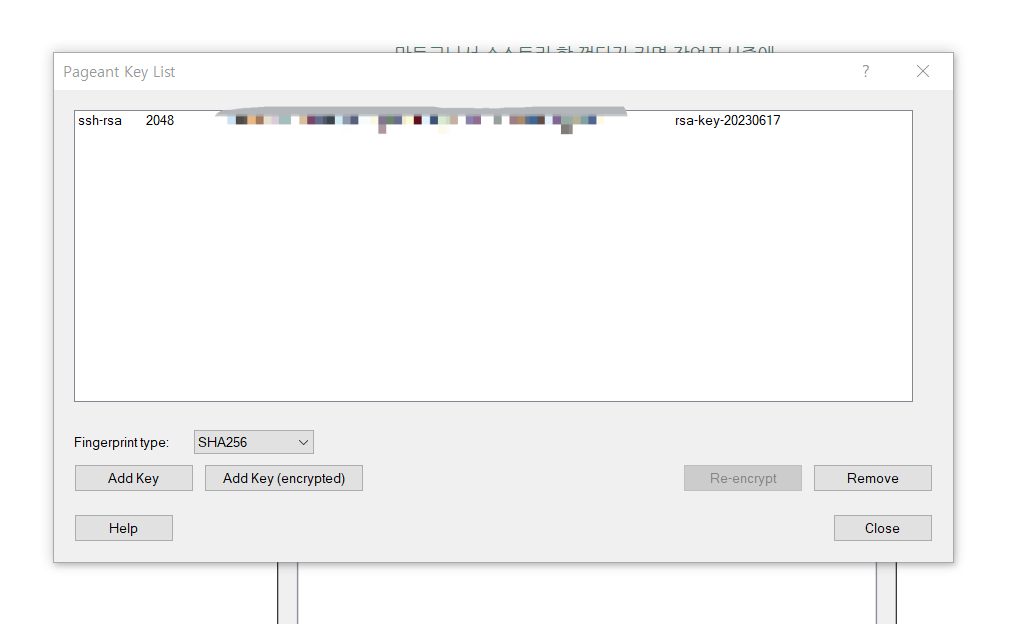 Pageant Key List
ssh-rsa 2048 rsa-key-20230617
Fingerprint type: SHA256
Add Key Add Key (encrypted) Re-encrypt Remove
Help Close